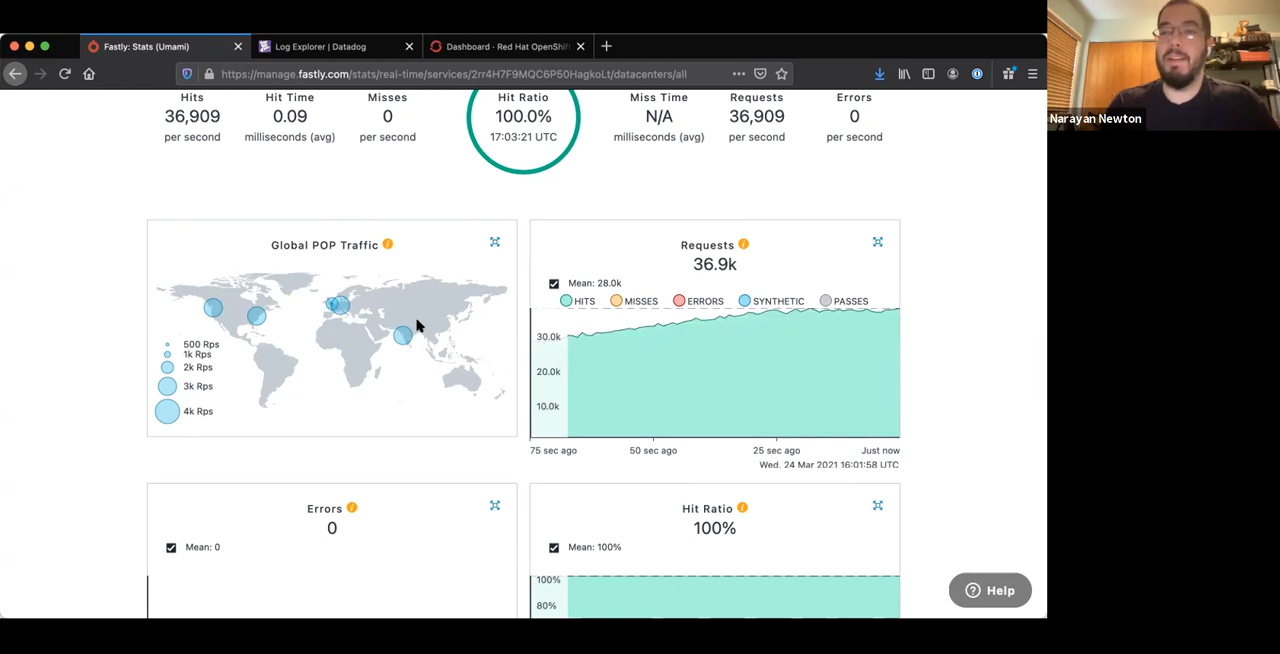 Fastly: Stats (Umami)
Log Explorer | Datadog
Dashboard · Red Hat OpenShift
https://manage.fastly.com/stats/real-time/services/2rr4H7F9MQC6P50HagkoLt/datacenters/all
Narayan Newton
Hits
Hit Time
Misses
Hit Ratio
Miss Time
Requests
Errors
36,909
0.09
0
100.0%
N/A
36,909
0
per second
milliseconds (avg)
per second
17:03:21 UTC
milliseconds (avg)
per second
per second
Global POP Traffic
500 Rps
1k Rps
2k Rps
3k Rps
4k Rps
Requests
36.9k
Mean: 28.0k
HITS MISSES ERRORS SYNTHETIC PASSES
30.0k
20.0k
10.0k
75 sec ago 50 sec ago 25 sec ago Just now
Wed, 24 Mar 2021 16:01:58 UTC
Errors
0
Mean: 0
Hit Ratio
100%
Mean: 100%
100%
80%
Help